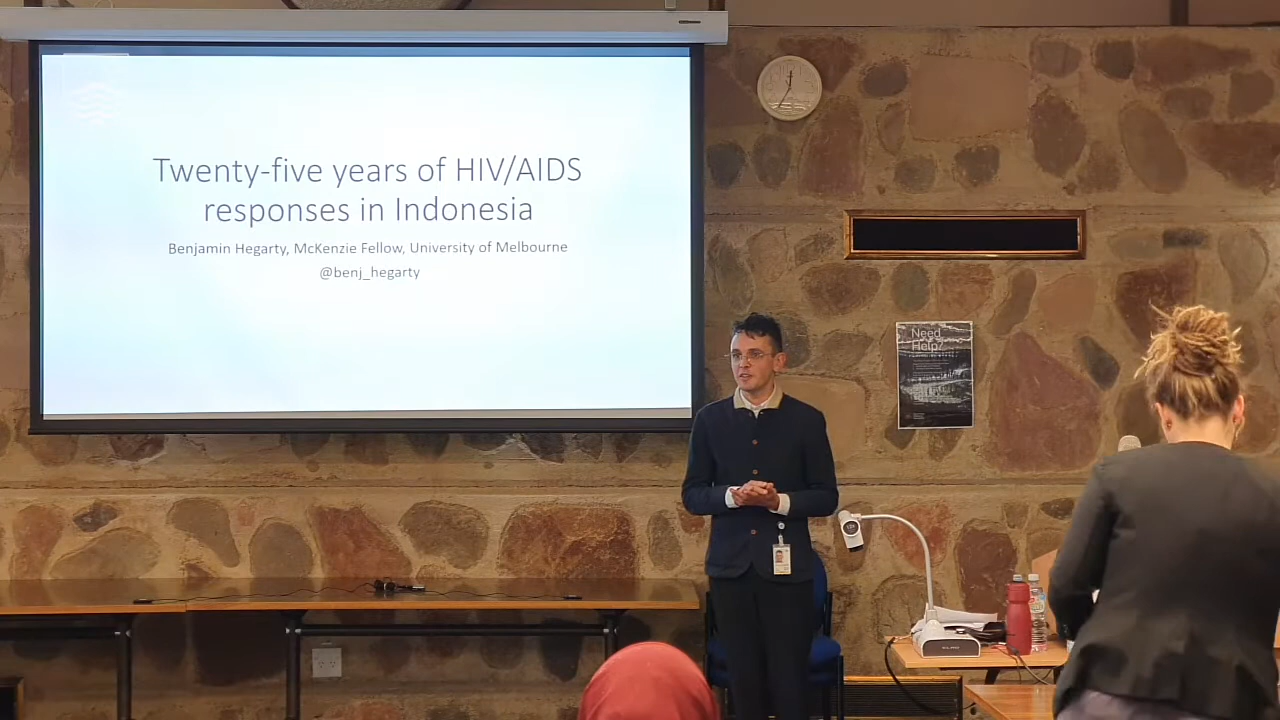 Twenty-five years of HIV/AIDS
responses in Indonesia
Benjamin Hegarty, McKenzie Fellow, University of Melbourne
@benj_hegarty
Need
Help?
ELMO